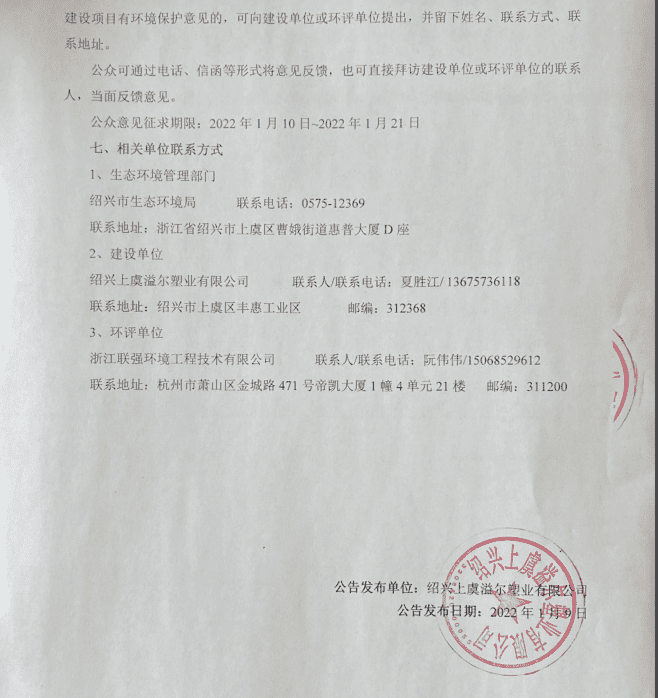 建设项目有环境保护意见的，可向建设单位或环评单位提出，并留下姓名、联系方式、联
系地址。
公众可通过电话、信函等形式将意见反馈，也可直接拜访建设单位或环评单位的联系
人，当面反馈意见。
公众意见征求期限：2022 年 1 月 10 日~2022 年 1 月 21 日
七、相关单位联系方式
1、生态环境管理部门
绍兴市生态环境局 联系电话：0575-12369
联系地址：浙江省绍兴市上虞区曹娥街道惠普大厦 D 座
2、建设单位
绍兴上虞溢尔塑业有限公司 联系人/联系电话：夏胜江/ 13675736118
联系地址：绍兴市上虞区丰惠工业区 邮编：312368
3、环评单位
浙江联强环境工程技术有限公司 联系人/联系电话：阮伟伟/15068529612
联系地址：杭州市萧山区金城路 471 号帝凯大厦 1 幢 4 单元 21 楼 邮编：311200
公告发布单位：绍兴上虞溢尔塑业有限公司
公告发布日期：2022 年 1 月 9 日
绍兴上虞溢尔塑业有限公司